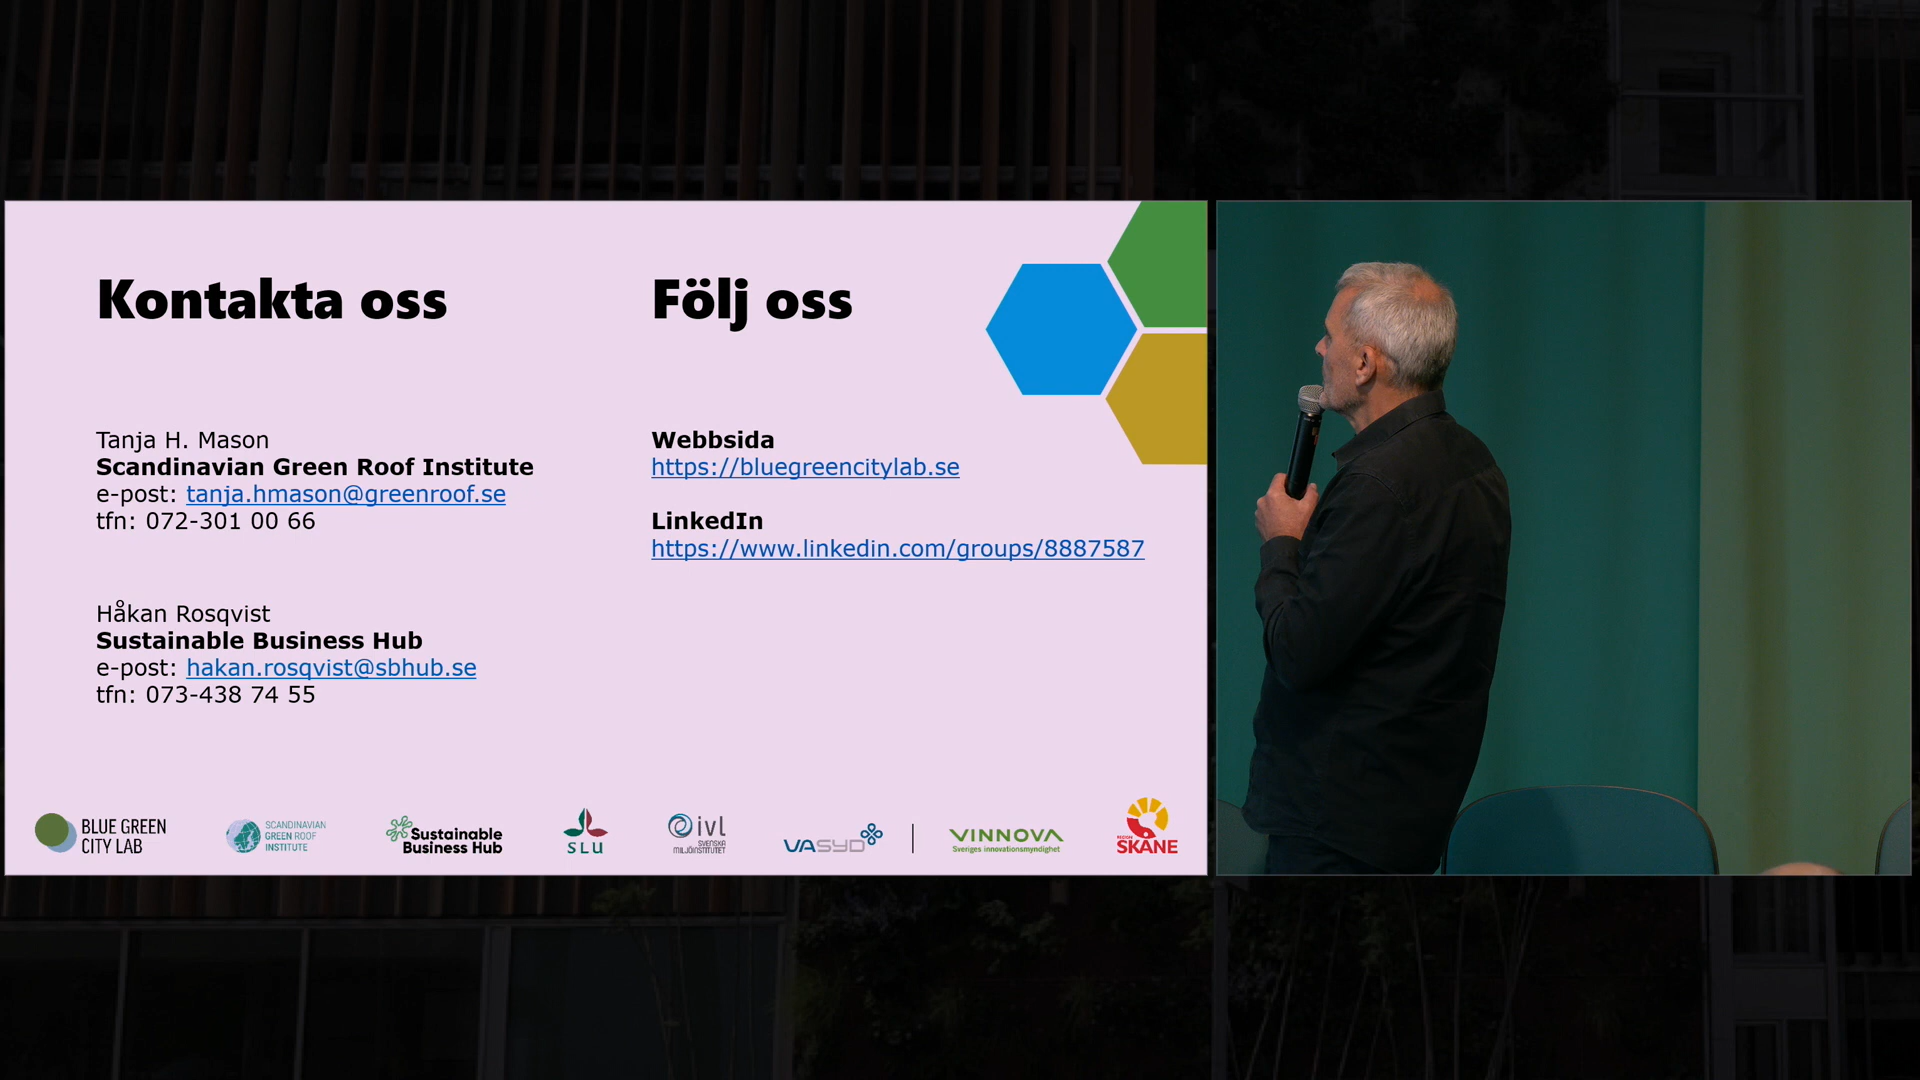 Kontakta oss
Tanja H. Mason
Scandinavian Green Roof Institute
e-post: tanja.hmason@greenroof.se
tfn: 072-301 00 66
Håkan Rosqvist
Sustainable Business Hub
e-post: hakan.rosqvist@sbhub.se
tfn: 073-438 74 55
Följ oss
Webbsida
https://bluegreencitylab.se
LinkedIn
https://www.linkedin.com/groups/8887587
BLUE GREEN
CITY LAB
SCANDINAVIAN
GREEN ROOF
INSTITUTE
Sustainable
Business Hub
SLU
ivl
SVENSKA
MILJÖINSTITUTET
VA SYD
VINNOVA
Sveriges innovationsmyndighet
REGION
SKÅNE